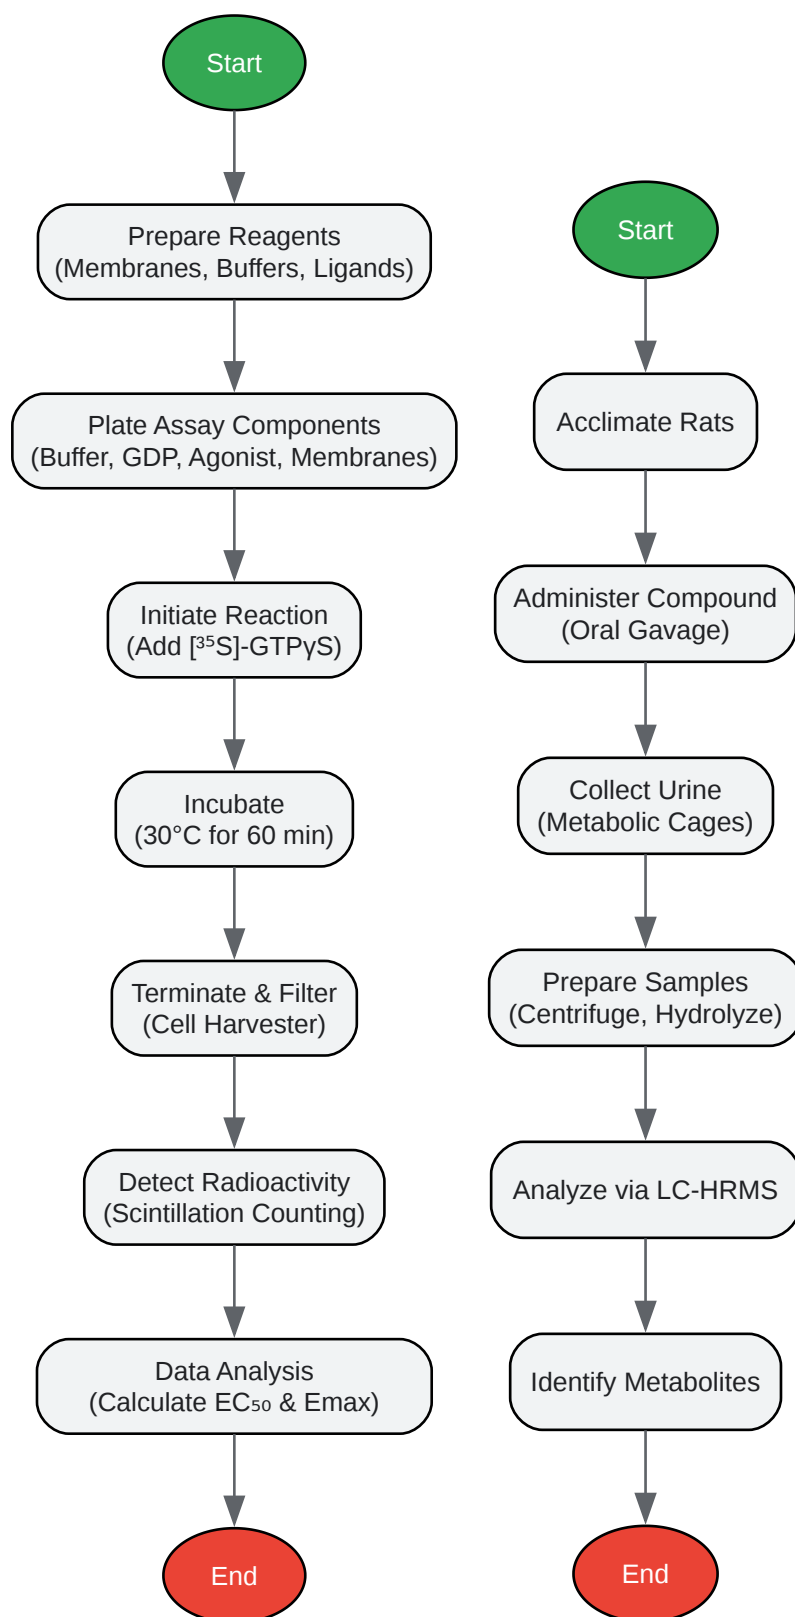 Start
Prepare Reagents
(Membranes, Buffers, Ligands)
Plate Assay Components
(Buffer, GDP, Agonist, Membranes)
Initiate Reaction
(Add [³⁵S]-GTPγS)
Incubate
(30°C for 60 min)
Terminate & Filter
(Cell Harvester)
Detect Radioactivity
(Scintillation Counting)
Data Analysis
(Calculate EC₅₀ & Emax)
End
Start
Acclimate Rats
Administer Compound
(Oral Gavage)
Collect Urine
(Metabolic Cages)
Prepare Samples
(Centrifuge, Hydrolyze)
Analyze via LC-HRMS
Identify Metabolites
End